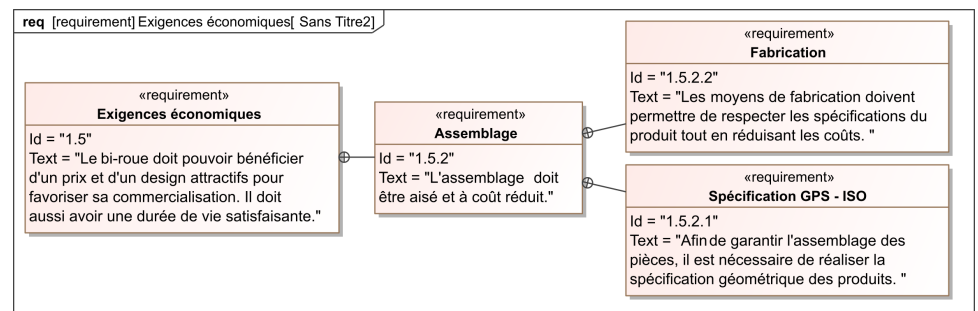 req [requirement] Exigences économiques[ Sans Titre2]
«requirement»
Exigences économiques
Id = "1.5"
Text = "Le bi-roue doit pouvoir bénéficier
d'un prix et d'un design attractifs pour
favoriser sa commercialisation. Il doit
aussi avoir une durée de vie satisfaisante."
«requirement»
Assemblage
Id = "1.5.2"
Text = "L'assemblage doit
être aisé et à coût réduit."
«requirement»
Fabrication
Id = "1.5.2.2"
Text = "Les moyens de fabrication doivent
permettre de respecter les spécifications du
produit tout en réduisant les coûts. "
«requirement»
Spécification GPS - ISO
Id = "1.5.2.1"
Text = "Afin de garantir l'assemblage des
pièces, il est nécessaire de réaliser la
spécification géométrique des produits. "